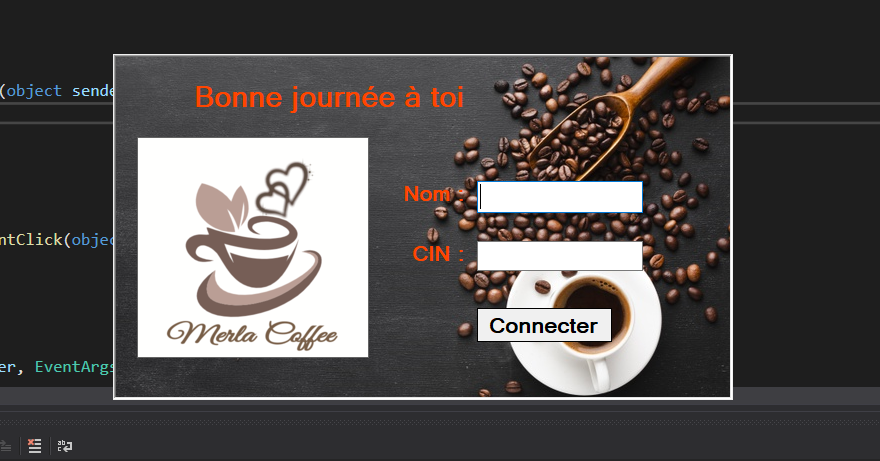 (object sende
Bonne journée à toi
Nom :
ntClick(objec
CIN :
Connecter
Merla Coffee
er, EventArgs